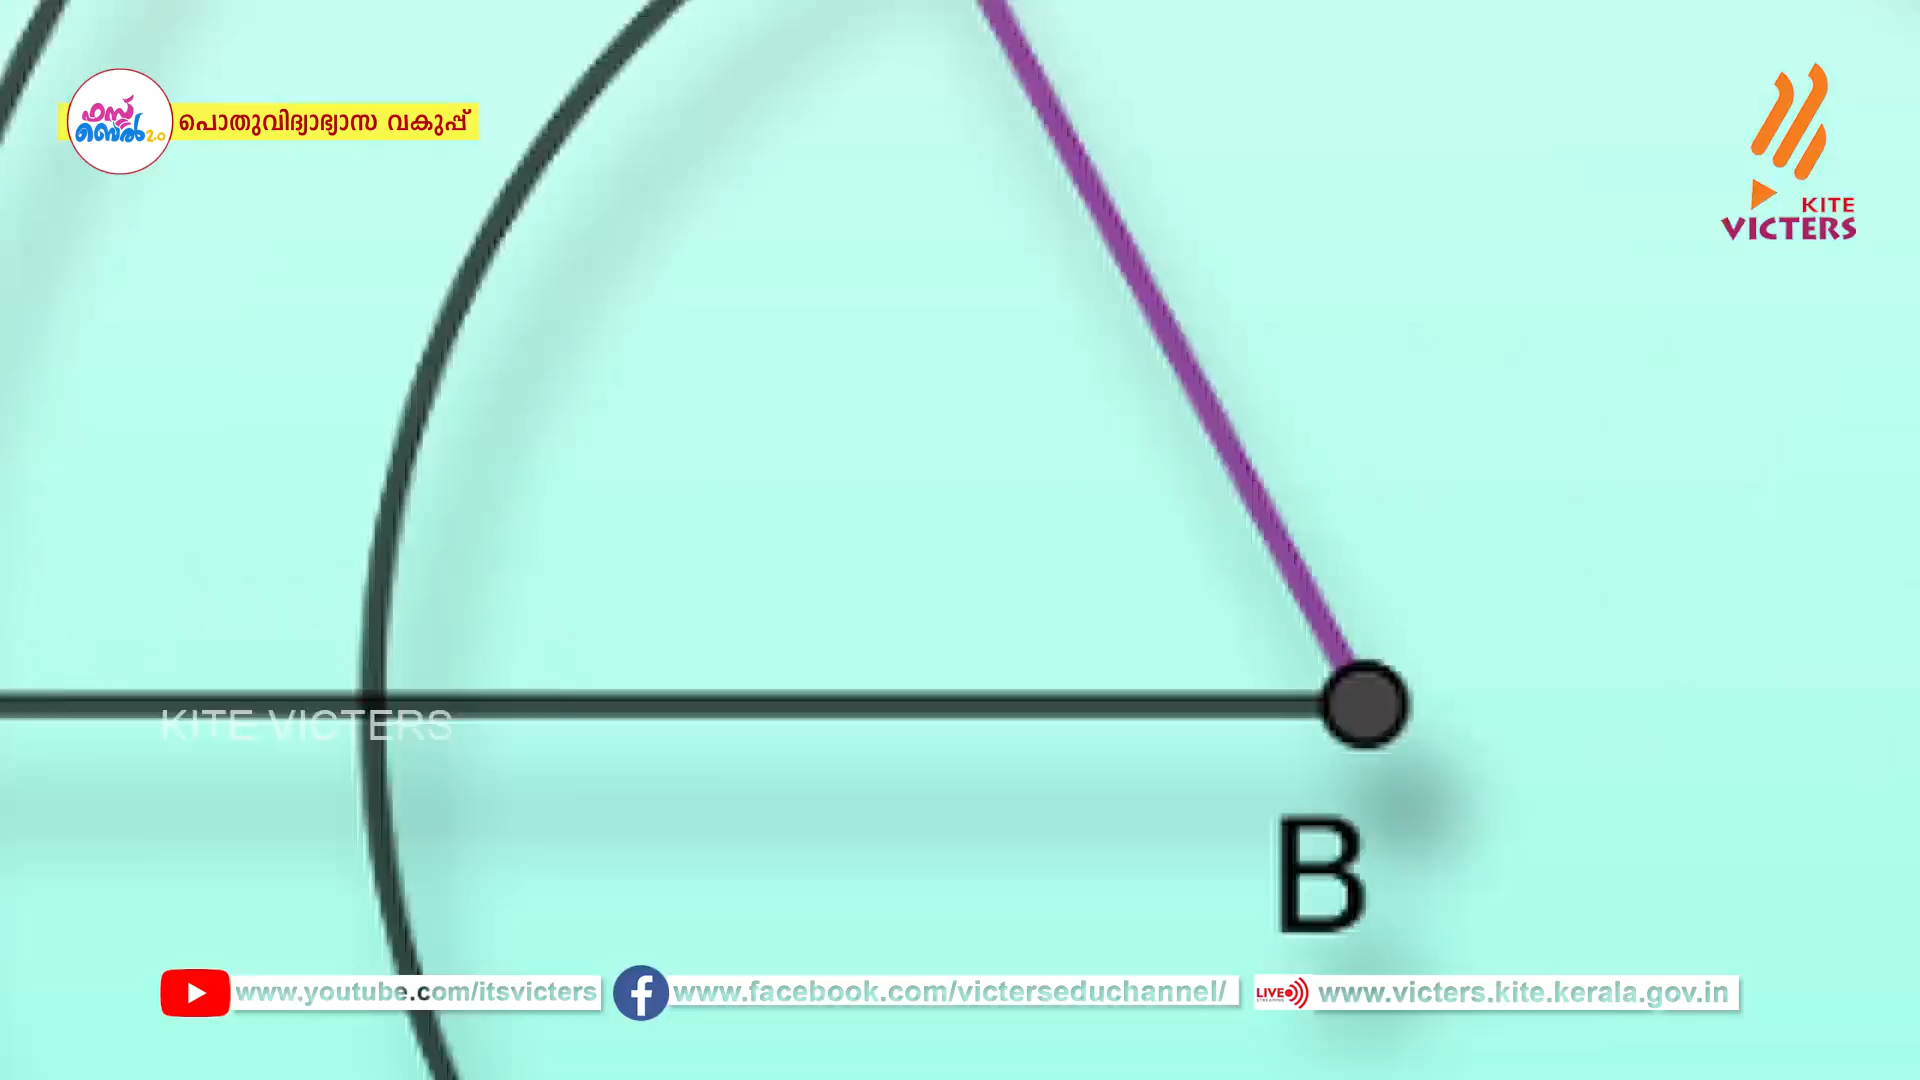 ഫസ്റ്റ്
ബെൽ 2.0
പൊതുവിദ്യാഭ്യാസ വകുപ്പ്
KITE
VICTERS
KITE VICTERS
B
www.youtube.com/itsvicters
www.facebook.com/victerseduchannel/
LIVE
www.victers.kite.kerala.gov.in